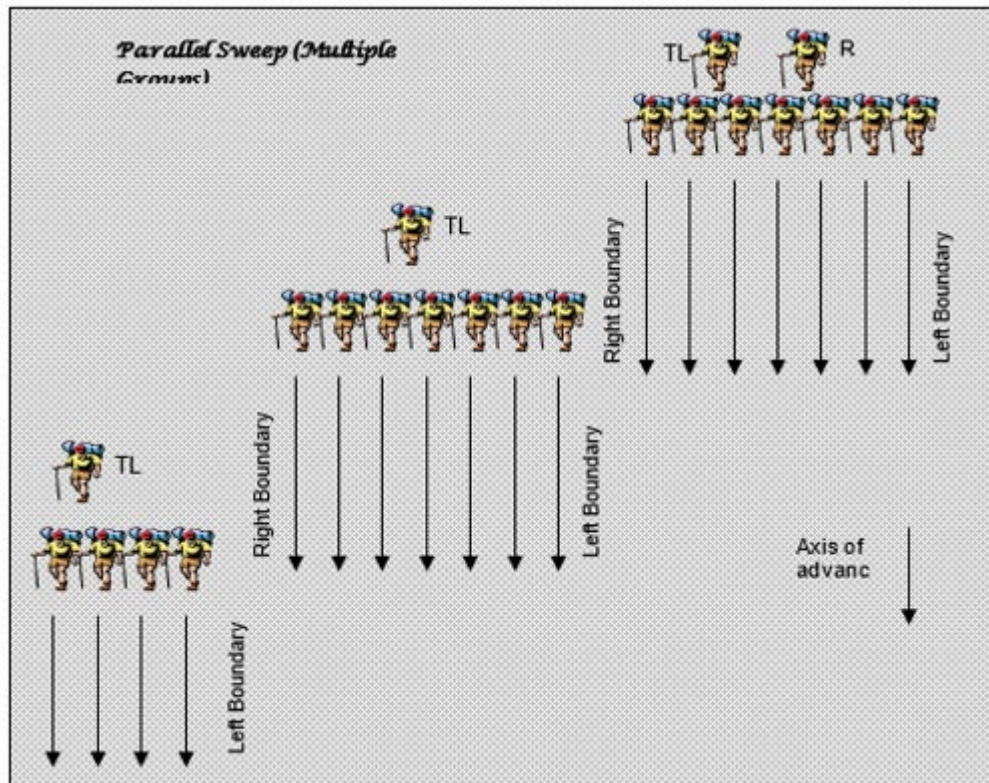 Parallel Sweep (Multiple
Groups)
TL
R
Right Boundary
Left Boundary
TL
Right Boundary
Left Boundary
TL
Left Boundary
Axis of
advanc